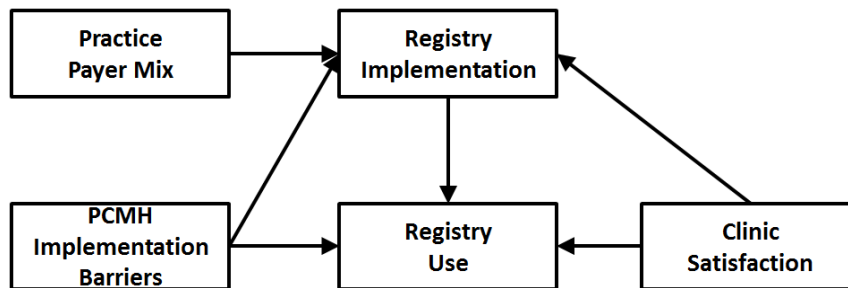 Practice
Payer Mix
Registry
Implementation
PCMH
Implementation
Barriers
Registry
Use
Clinic
Satisfaction